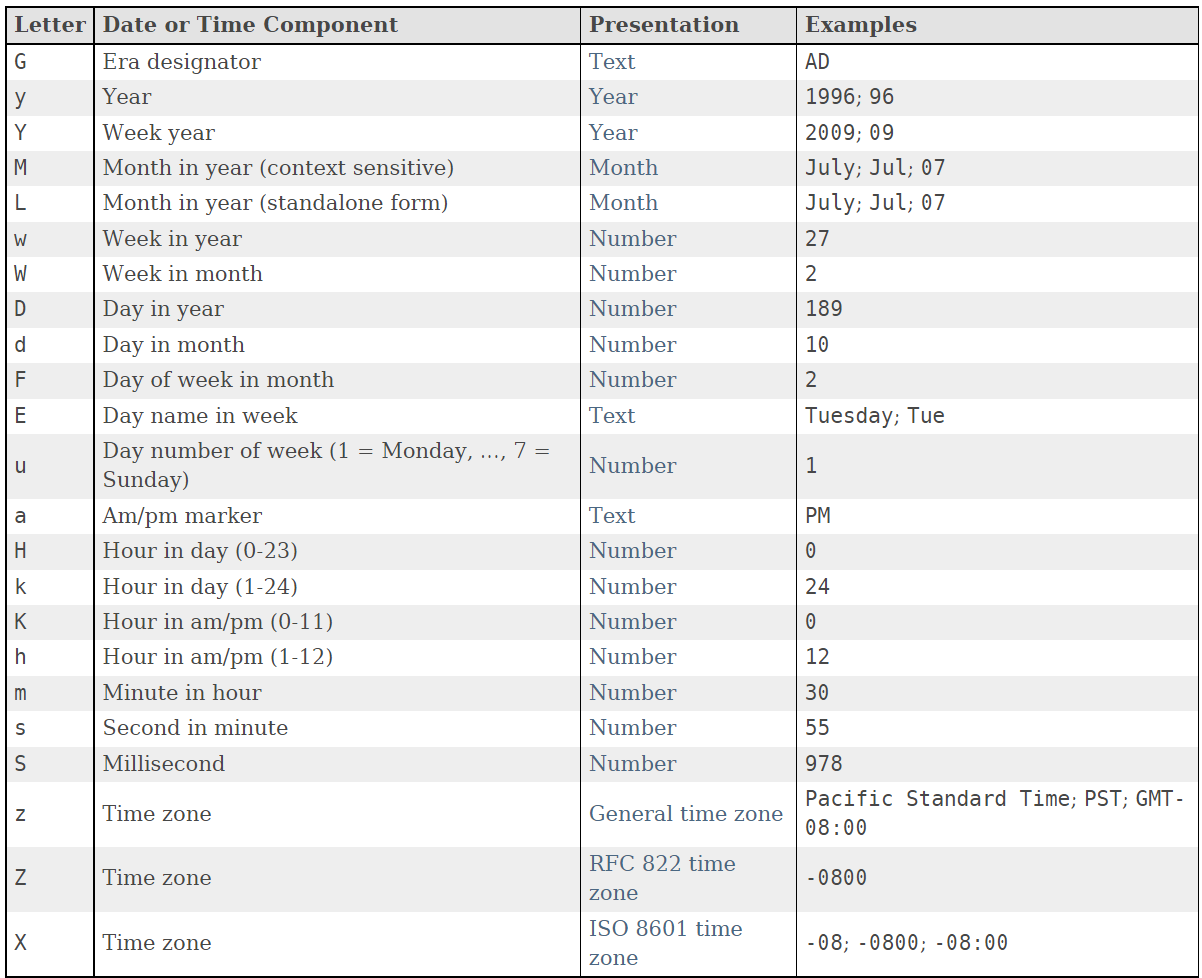 Letter Date or Time Component Presentation Examples
G Era designator Text AD
y Year Year 1996; 96
Y Week year Year 2009; 09
M Month in year (context sensitive) Month July; Jul; 07
L Month in year (standalone form) Month July; Jul; 07
w Week in year Number 27
W Week in month Number 2
D Day in year Number 189
d Day in month Number 10
F Day of week in month Number 2
E Day name in week Text Tuesday; Tue
u Day number of week (1 = Monday, ..., 7 =
Sunday) Number 1
a Am/pm marker Text PM
H Hour in day (0-23) Number 0
k Hour in day (1-24) Number 24
K Hour in am/pm (0-11) Number 0
h Hour in am/pm (1-12) Number 12
m Minute in hour Number 30
s Second in minute Number 55
S Millisecond Number 978
z Time zone General time zone Pacific Standard Time; PST; GMT-
08:00
Z Time zone RFC 822 time
zone -0800
X Time zone ISO 8601 time
zone -08; -0800; -08:00